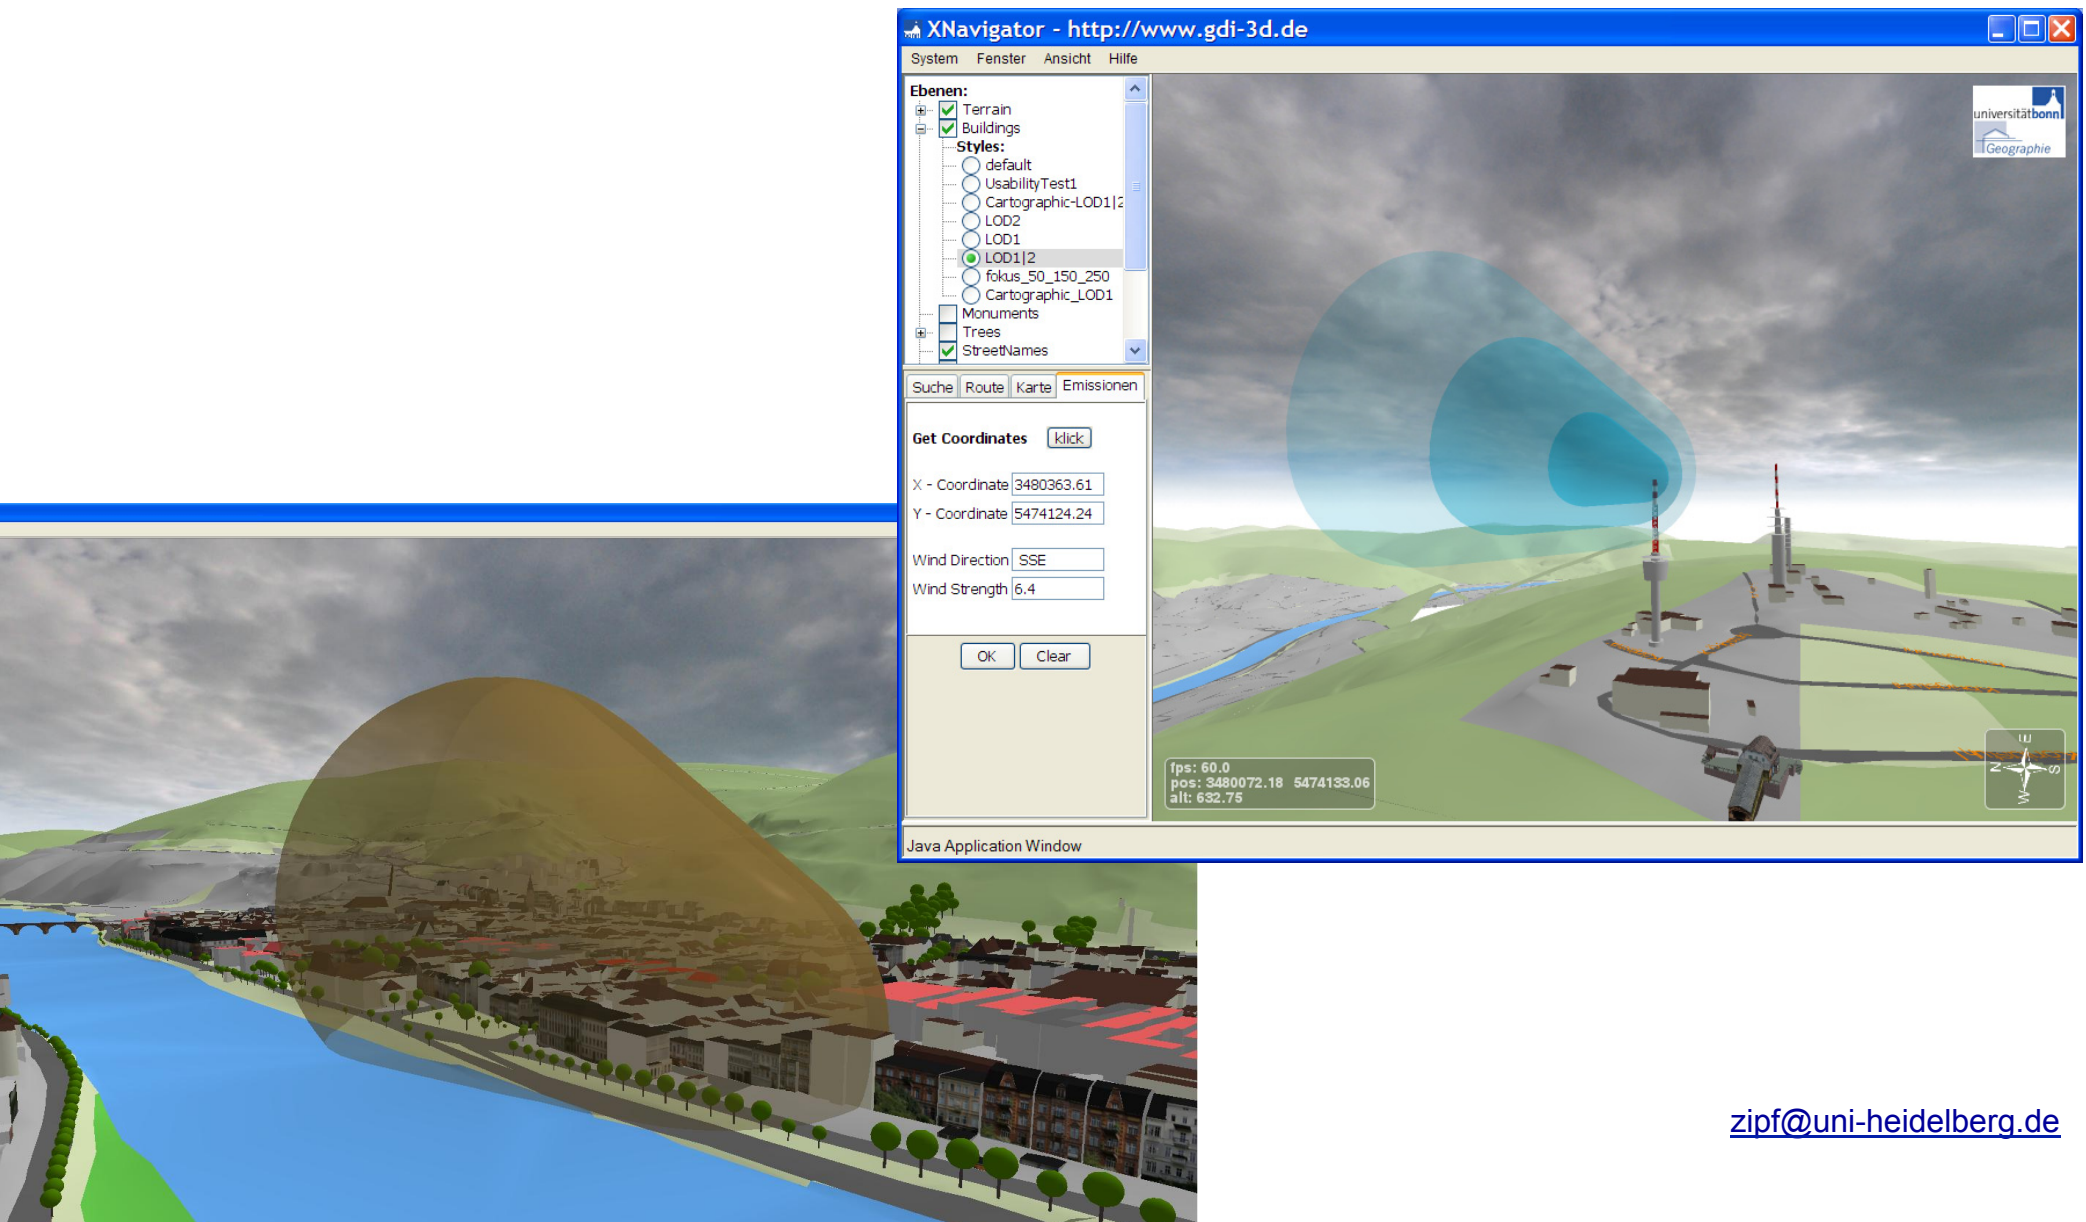 XNavigator - http://www.gdi-3d.de
System Fenster Ansicht Hilfe
Ebenen:
Terrain
Buildings
Styles:
default
UsabilityTest1
Cartographic-LOD1|2
LOD2
LOD1
LOD1|2
fokus_50_150_250
Cartographic_LOD1
Monuments
Trees
StreetNames
Suche Route Karte Emissionen
Get Coordinates klick
X - Coordinate 3480363.61
Y - Coordinate 5474124.24
Wind Direction SSE
Wind Strength 6.4
OK Clear
universitätbonn
Geographie
fps: 60.0
pos: 3480072.18 5474133.06
alt: 632.75
E
N S
W
Java Application Window
zipf@uni-heidelberg.de